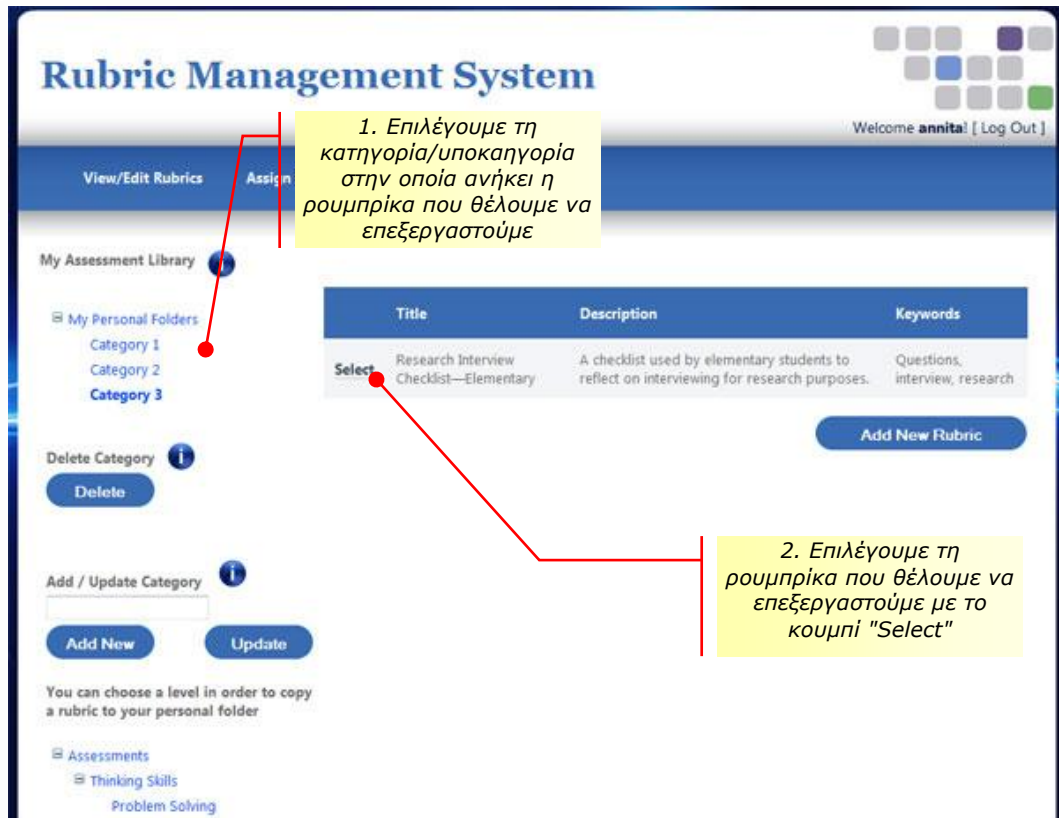 Rubric Management System
Welcome annita! [ Log Out ]
View/Edit Rubrics
Assign
1. Επιλέγουμε τη
κατηγορία/υποκαηγορία
στην οποία ανήκει η
ρουμπρίκα που θέλουμε να
επεξεργαστούμε
My Assessment Library
My Personal Folders
Category 1
Category 2
Category 3
Title Description Keywords
Select
Research Interview
Checklist—Elementary
A checklist used by elementary students to
reflect on interviewing for research purposes.
Questions,
interview, research
Add New Rubric
Delete Category
Delete
2. Επιλέγουμε τη
ρουμπρίκα που θέλουμε να
επεξεργαστούμε με το
κουμπί "Select"
Add / Update Category
Add New
Update
You can choose a level in order to copy
a rubric to your personal folder
Assessments
Thinking Skills
Problem Solving